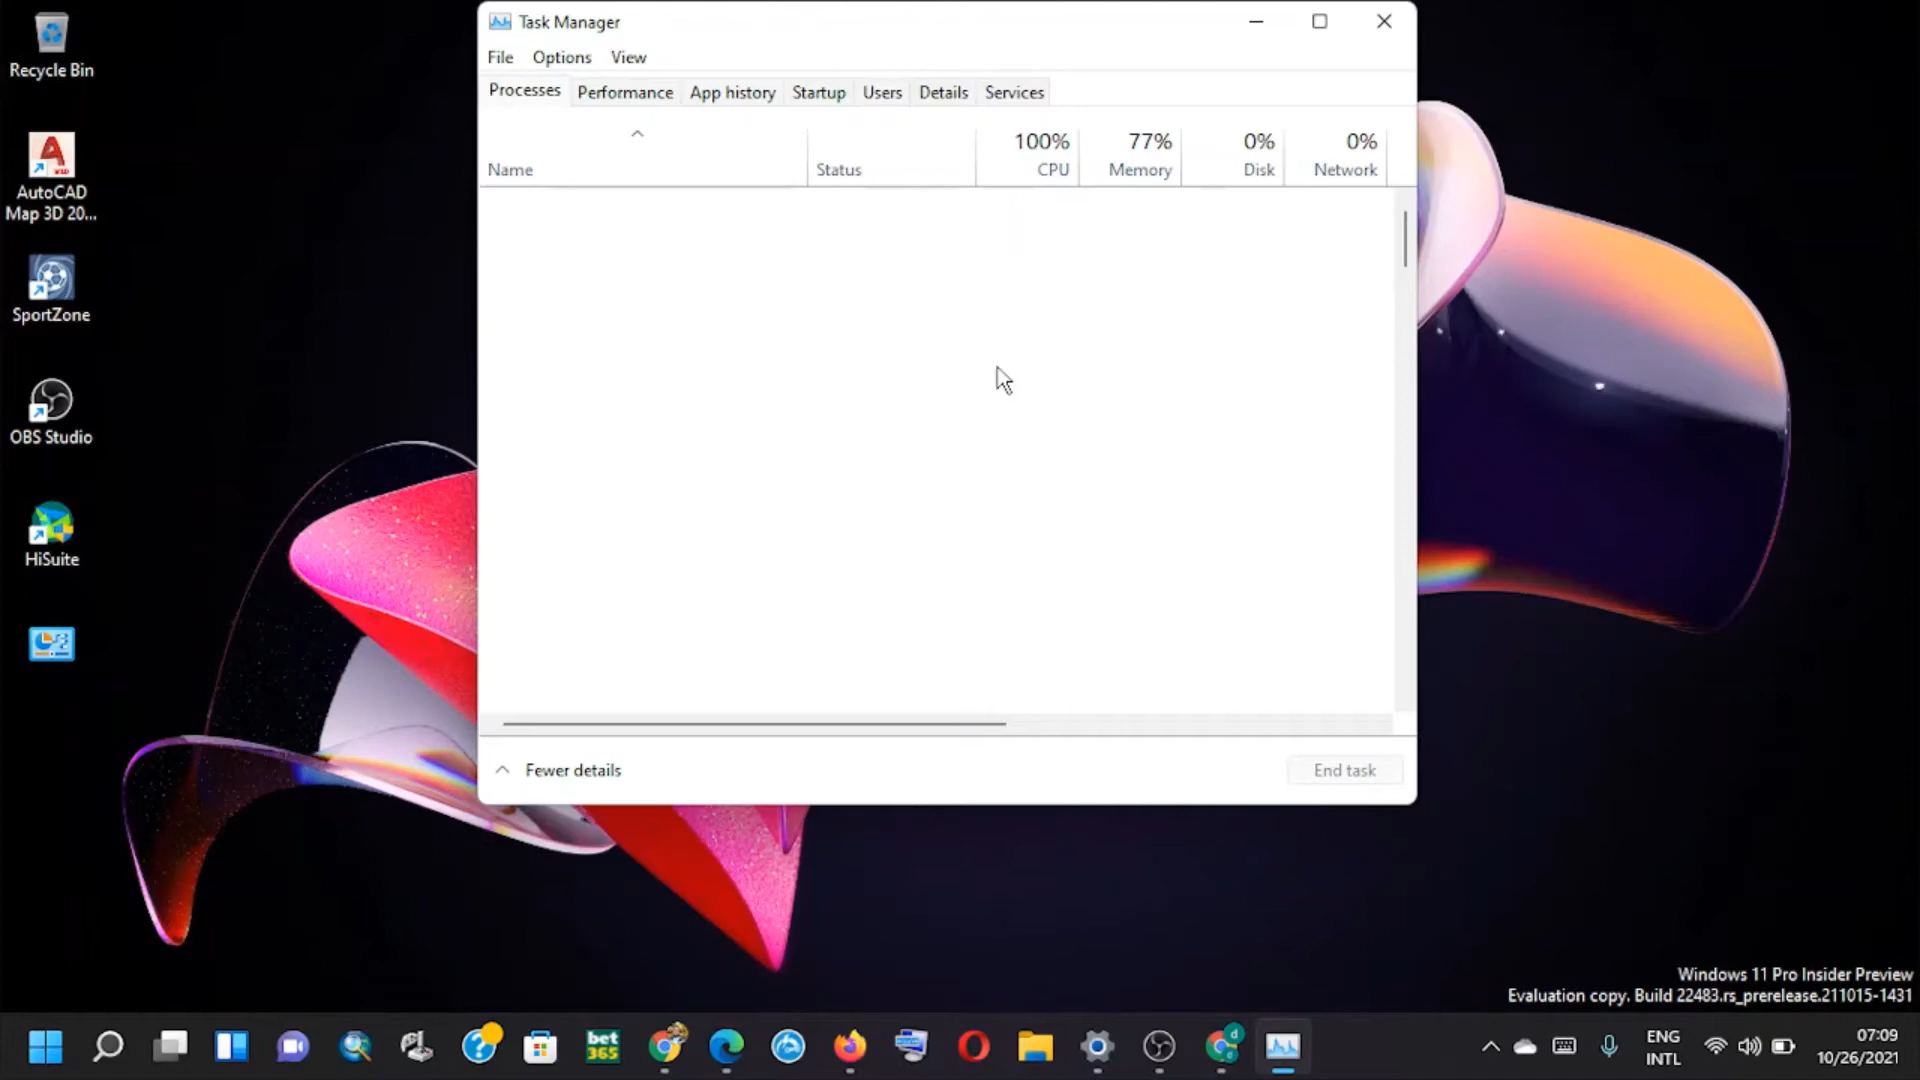 Recycle Bin
AutoCAD
Map 3D 20...
SportZone
OBS Studio
HiSuite
Task Manager
File Options View
Processes Performance App history Startup Users Details Services
100% 77% 0% 0%
Name Status CPU Memory Disk Network
Fewer details End task
Windows 11 Pro Insider Preview
Evaluation copy. Build 22483.rs_prerelease.211015-1431
bet
365
d
ENG
INTL
07:09
10/26/2021